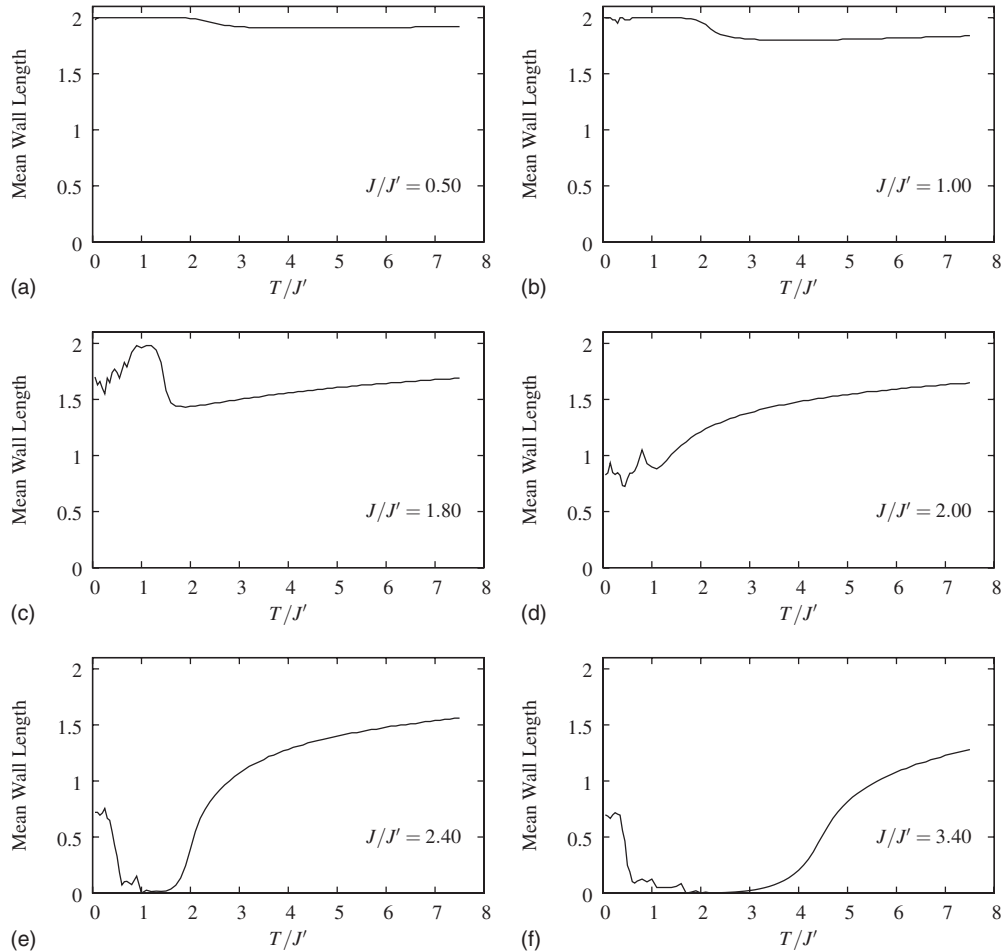 2
1.5
1
0.5
0
Mean Wall Length
J/J′ = 0.50
0 1 2 3 4 5 6 7 8
T/J′
(a)
2
1.5
1
0.5
0
Mean Wall Length
J/J′ = 1.00
0 1 2 3 4 5 6 7 8
T/J′
(b)
2
1.5
1
0.5
0
Mean Wall Length
J/J′ = 1.80
0 1 2 3 4 5 6 7 8
T/J′
(c)
2
1.5
1
0.5
0
Mean Wall Length
J/J′ = 2.00
0 1 2 3 4 5 6 7 8
T/J′
(d)
2
1.5
1
0.5
0
Mean Wall Length
J/J′ = 2.40
0 1 2 3 4 5 6 7 8
T/J′
(e)
2
1.5
1
0.5
0
Mean Wall Length
J/J′ = 3.40
0 1 2 3 4 5 6 7 8
T/J′
(f)